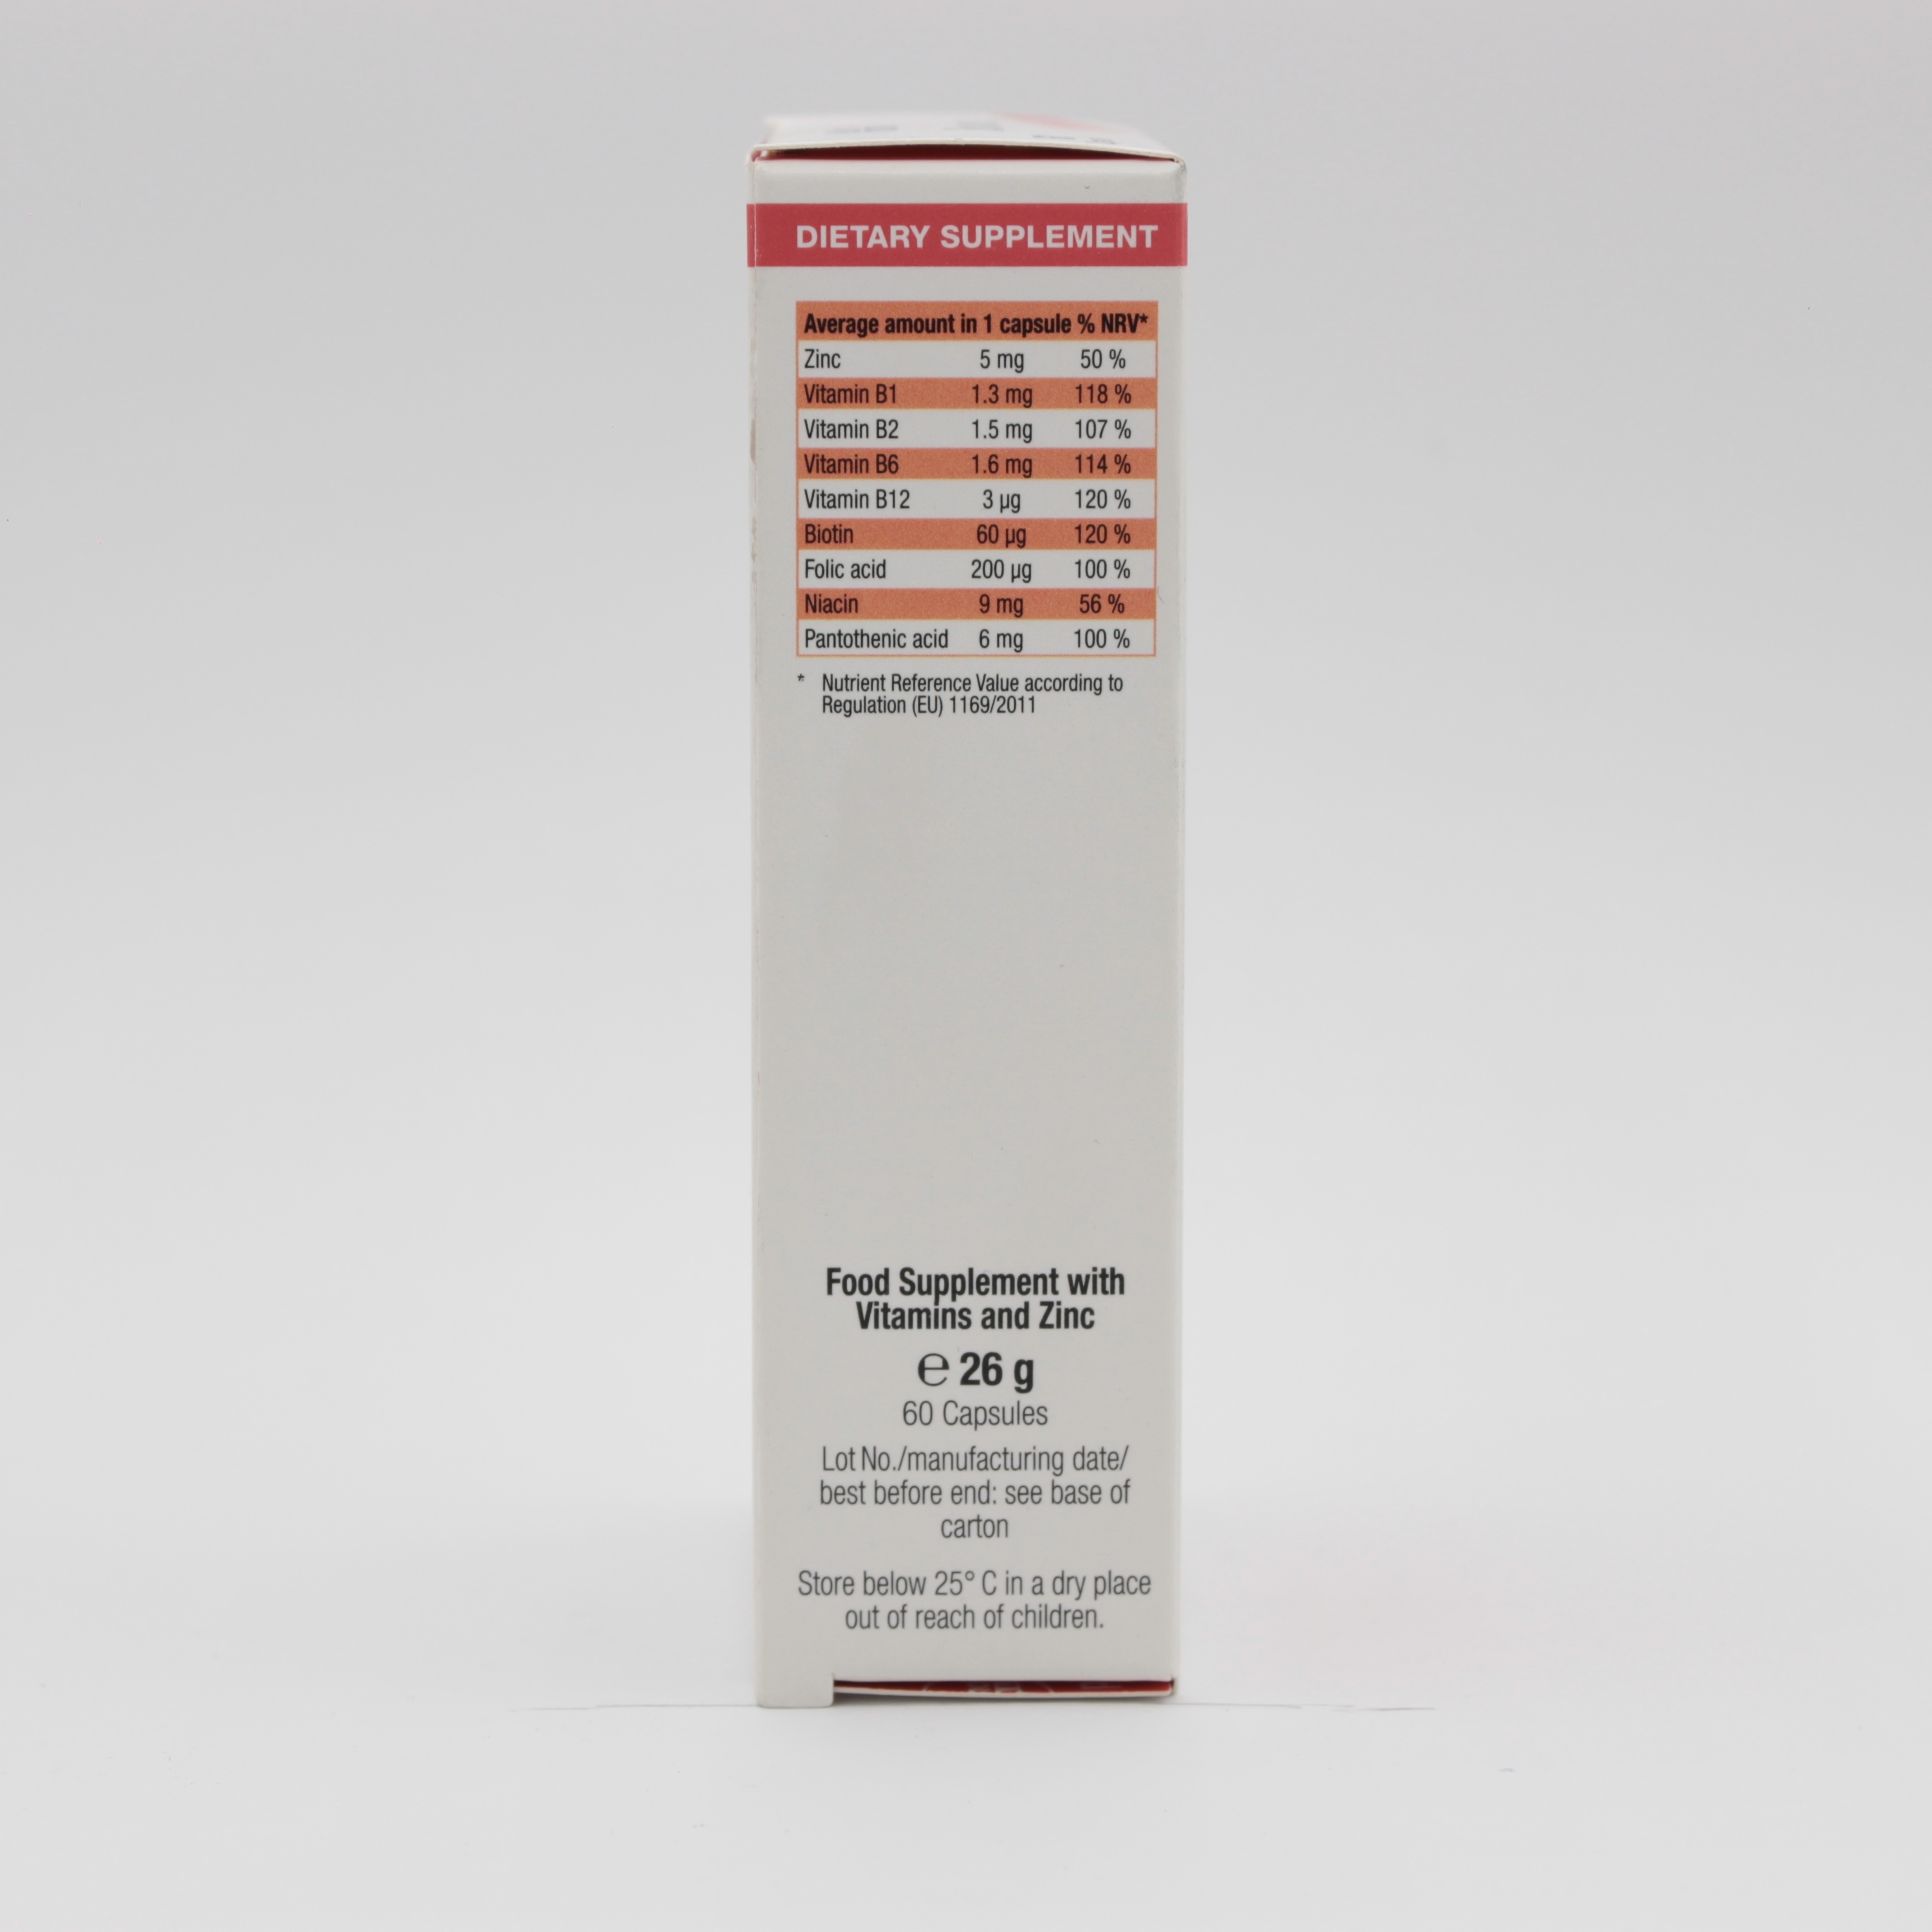 DIETARY SUPPLEMENT
Average amount in 1 capsule % NRV*
Zinc 5 mg 50 %
Vitamin B1 1.3 mg 118 %
Vitamin B2 1.5 mg 107 %
Vitamin B6 1.6 mg 114 %
Vitamin B12 3 µg 120 %
Biotin 60 µg 120 %
Folic acid 200 µg 100 %
Niacin 9 mg 56 %
Pantothenic acid 6 mg 100 %
* Nutrient Reference Value according to
Regulation (EU) 1169/2011
Food Supplement with
Vitamins and Zinc
℮ 26 g
60 Capsules
Lot No./manufacturing date/
best before end: see base of
carton
Store below 25° C in a dry place
out of reach of children.